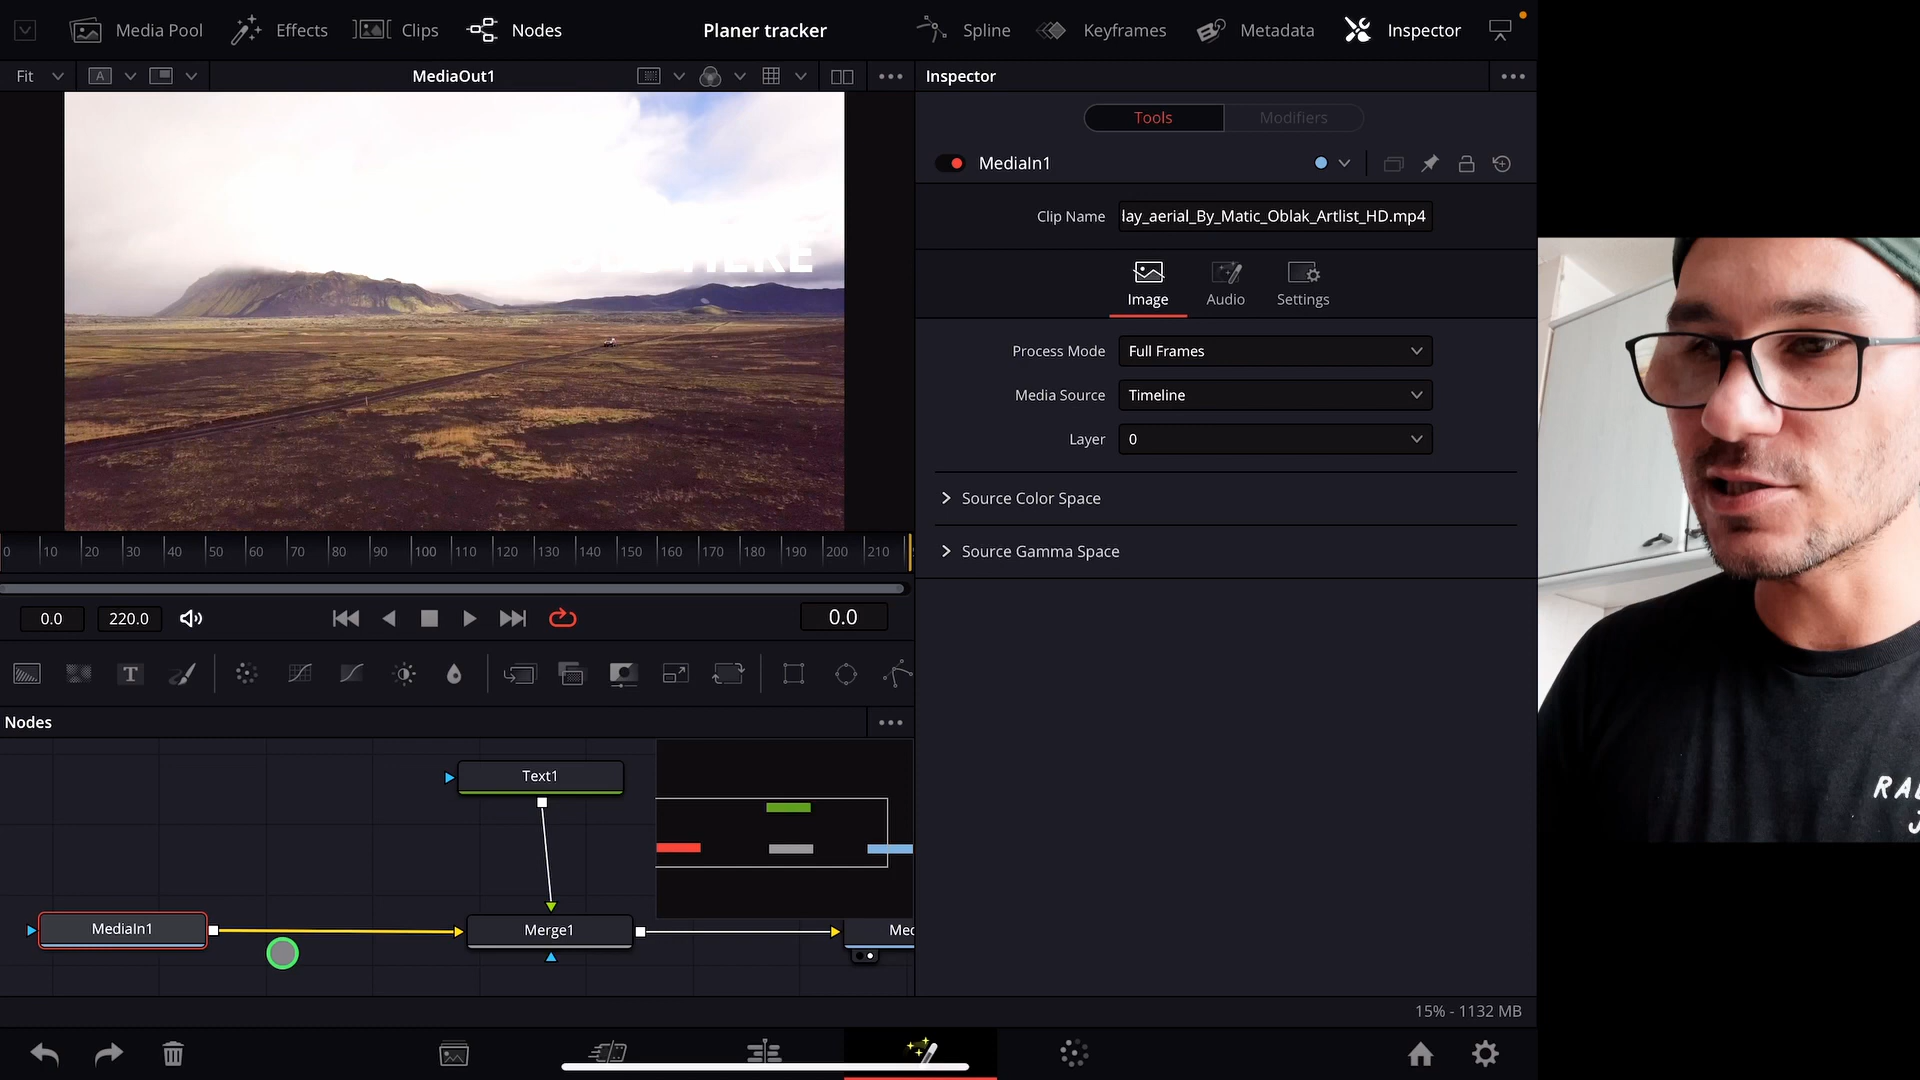 Media Pool
Effects
Clips
Nodes
Planer tracker
Spline
Keyframes
Metadata
Inspector
Fit
A
MediaOut1
Inspector
Tools
Modifiers
MediaIn1
Clip Name
lay_aerial_By_Matic_Oblak_Artlist_HD.mp4
HERE
Image
Audio
Settings
Process Mode
Full Frames
Media Source
Timeline
Layer
0
Source Color Space
Source Gamma Space
0 10 20 30 40 50 60 70 80 90 100 110 120 130 140 150 160 170 180 190 200 210
0.0
220.0
0.0
T
Nodes
Text1
MediaIn1
Merge1
Med
15% - 1132 MB